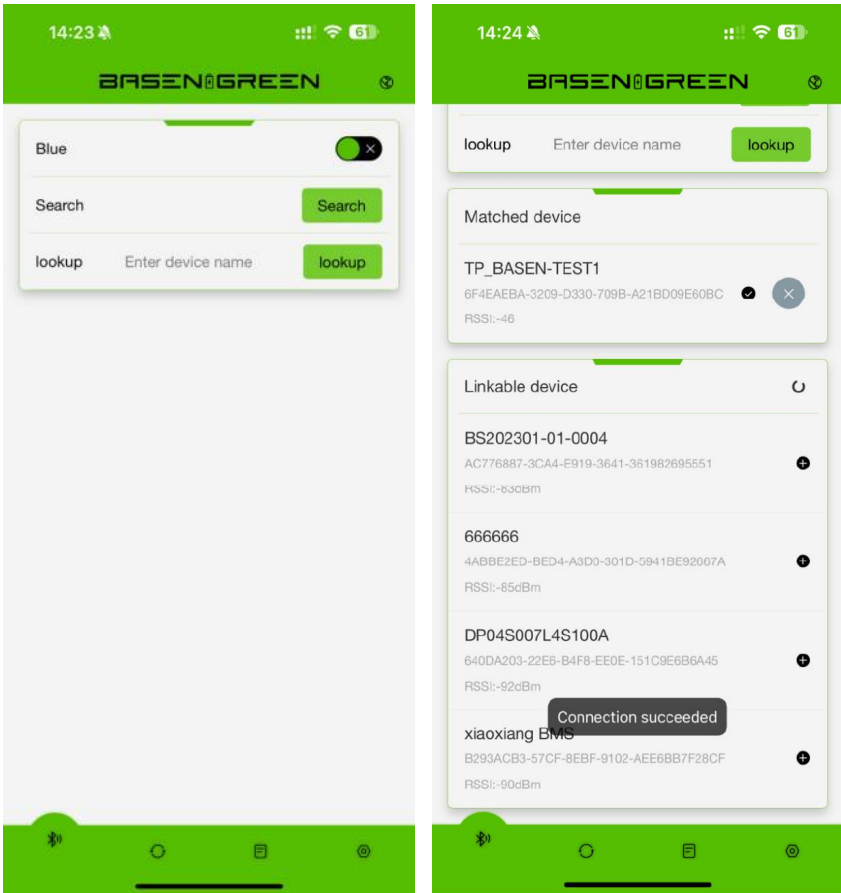 14:23
61
BASEN GREEN
Blue
Search
Search
lookup
Enter device name
lookup
14:24
61
BASEN GREEN
lookup
Enter device name
lookup
Matched device
TP_BASEN-TEST1
6F4EAEBA-3209-D330-709B-A21BD09E60BC
RSSI:-46
Linkable device
BS202301-01-0004
AC776887-3CA4-E919-3641-361982695551
RSSI:-83dBm
666666
4ABBE2ED-BED4-A3D0-301D-5941BE92667A
RSSI:-85dBm
DP04S007L4S100A
640DA203-22E6-B4F8-EE0E-151C9E6B6A45
RSSI:-92dBm
Connection succeeded
xiaoxiang BMS
B293ACB3-57CF-8EBF-9102-AEE6BB7F28CF
RSSI:-90dBm